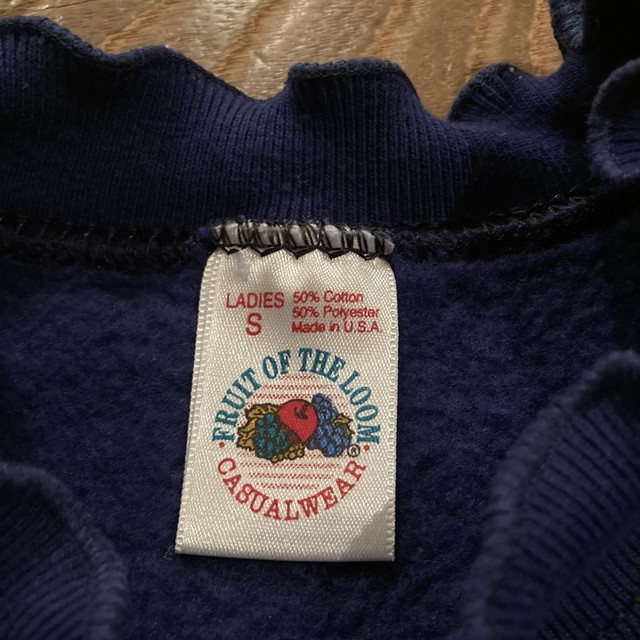 LADIES
S
50% Cotton
50% Polyester
Made in U.S.A.
FRUIT OF THE LOOM
®
CASUALWEAR